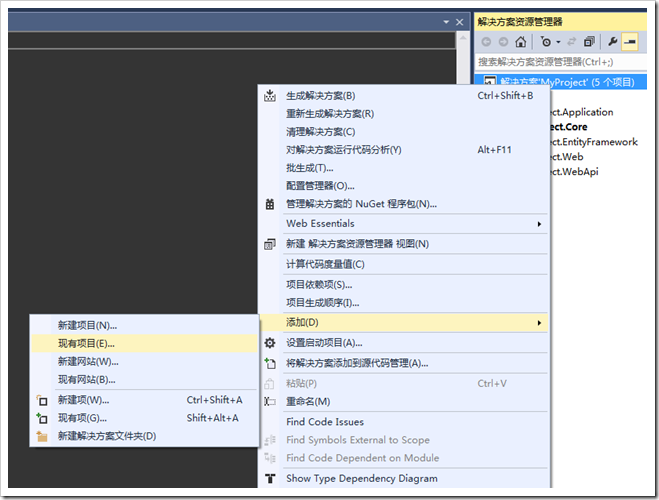 解决方案资源管理器
搜索解决方案资源管理器(Ctrl+;)
解决方案'MyProject' (5 个项目)
ect.Application
ect.Core
ect.EntityFramework
ect.Web
ect.WebApi
生成解决方案(B) Ctrl+Shift+B
重新生成解决方案(R)
清理解决方案(C)
对解决方案运行代码分析(Y) Alt+F11
批生成(T)...
配置管理器(O)...
管理解决方案的 NuGet 程序包(N)...
Web Essentials
新建 解决方案资源管理器 视图(N)
计算代码度量值(C)
项目依赖项(S)...
项目生成顺序(I)...
添加(D)
设置启动项目(A)...
将解决方案添加到源代码管理(A)...
粘贴(P) Ctrl+V
重命名(M)
Find Code Issues
Find Symbols External to Scope
Find Code Dependent on Module
Show Type Dependency Diagram
新建项目(N)...
现有项目(E)...
新建网站(W)...
现有网站(B)...
新建项(W)... Ctrl+Shift+A
现有项(G)... Shift+Alt+A
新建解决方案文件夹(D)